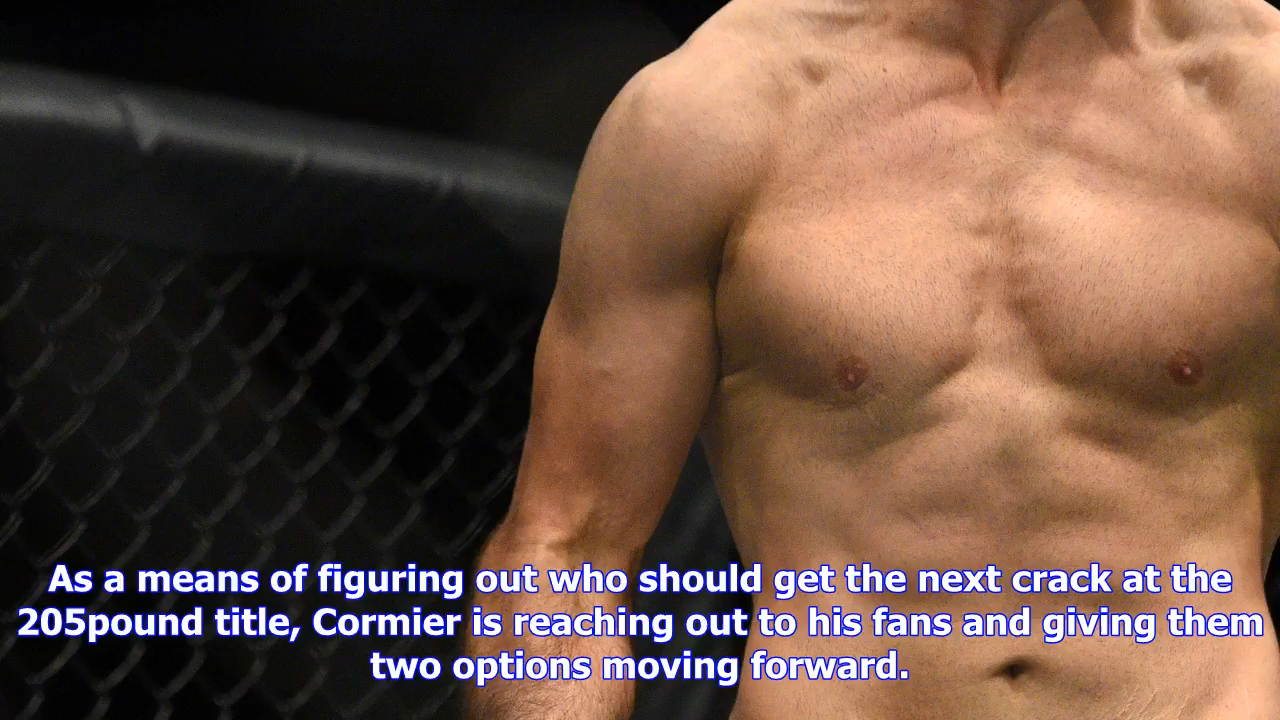 As a means of figuring out who should get the next crack at the
205pound title, Cormier is reaching out to his fans and giving them
two options moving forward.